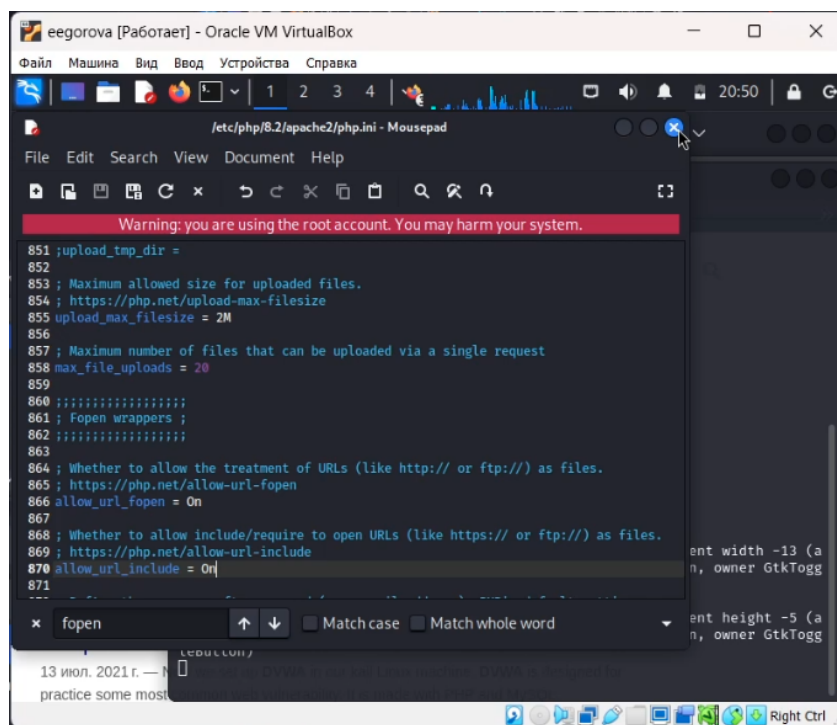 eegorova [Работает] - Oracle VM VirtualBox
Файл Машина Вид Ввод Устройства Справка
1 2 3 4 20:50
/etc/php/8.2/apache2/php.ini - Mousepad
File Edit Search View Document Help
Warning: you are using the root account. You may harm your system.
851 ;upload_tmp_dir =
852
853 ; Maximum allowed size for uploaded files.
854 ; https://php.net/upload-max-filesize
855 upload_max_filesize = 2M
856
857 ; Maximum number of files that can be uploaded via a single request
858 max_file_uploads = 20
859
860 ;;;;;;;;;;;;;;;;;;
861 ; Fopen wrappers ;
862 ;;;;;;;;;;;;;;;;;;
863
864 ; Whether to allow the treatment of URLs (like http:// or ftp://) as files.
865 ; https://php.net/allow-url-fopen
866 allow_url_fopen = On
867
868 ; Whether to allow include/require to open URLs (like https:// or ftp://) as files.
869 ; https://php.net/allow-url-include
870 allow_url_include = On
871
ent width -13 (a
n, owner GtkTogg
ent height -5 (a
n, owner GtkTogg
fopen Match case Match whole word
leButton)
13 июл. 2021 г. —
practice some most
Right Ctrl